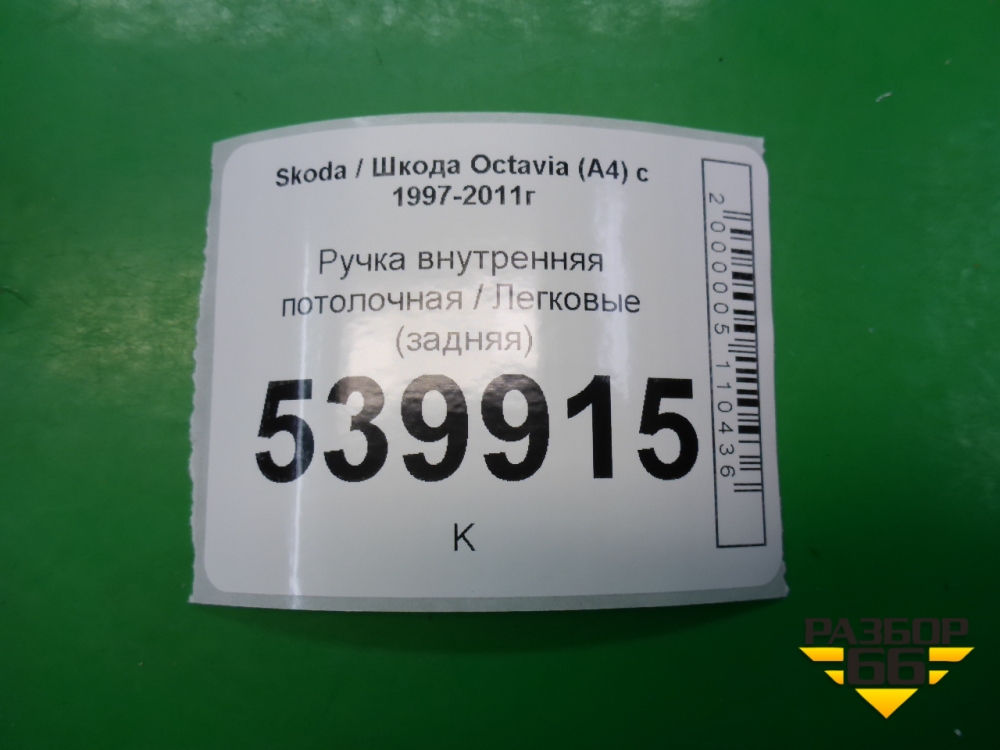 Skoda / Шкода Octavia (A4) с
1997-2011г
Ручка внутренняя
потолочная / Легковые
(задняя)
539915
К
2000005110436
РАЗБОР
66